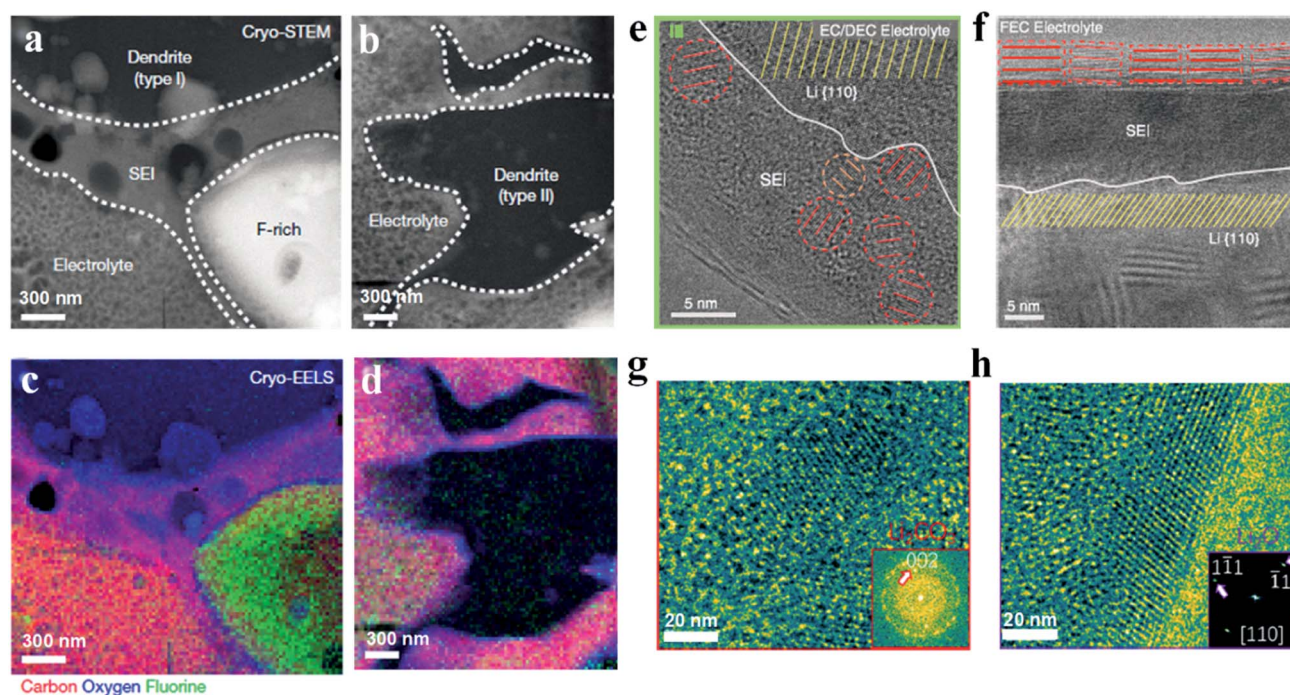 a
Cryo-STEM
Dendrite
(type I)
SEI
F-rich
Electrolyte
300 nm
b
Dendrite
(type II)
Electrolyte
300 nm
e
EC/DEC Electrolyte
Li {110}
SEI
5 nm
f
FEC Electrolyte
SEI
Li {110}
5 nm
c
Cryo-EELS
300 nm
Carbon Oxygen Fluorine
d
300 nm
g
002
20 nm
h
11̅1
1̅1
[110]
20 nm